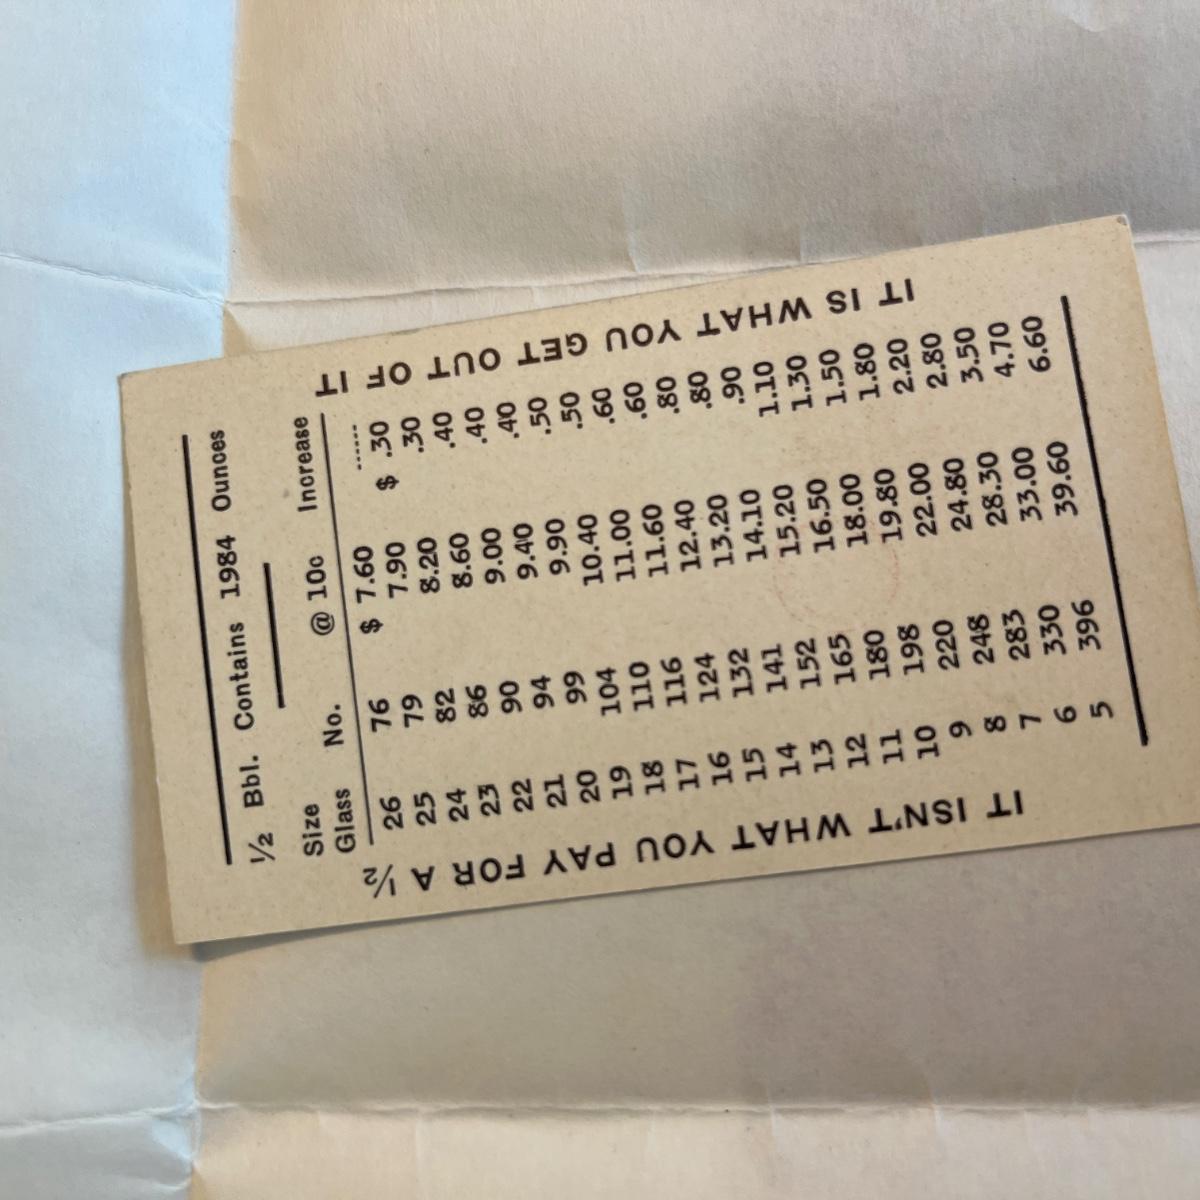 ½ Bbl. Contains 1984 Ounces
Size
Glass No. @ 10c Increase
26 76 $ 7.60 ......
25 79 7.90 $ .30
24 82 8.20 .30
23 86 8.60 .40
22 90 9.00 .40
21 94 9.40 .40
20 99 9.90 .50
19 104 10.40 .50
18 110 11.00 .60
17 116 11.60 .60
16 124 12.40 .80
15 132 13.20 .80
14 141 14.10 .90
13 152 15.20 1.10
12 165 16.50 1.30
11 180 18.00 1.50
10 198 19.80 1.80
9 220 22.00 2.20
8 248 24.80 2.80
7 283 28.30 3.50
6 330 33.00 4.70
5 396 39.60 6.60
IT ISN'T WHAT YOU PAY FOR A ½
IT IS WHAT YOU GET OUT OF IT